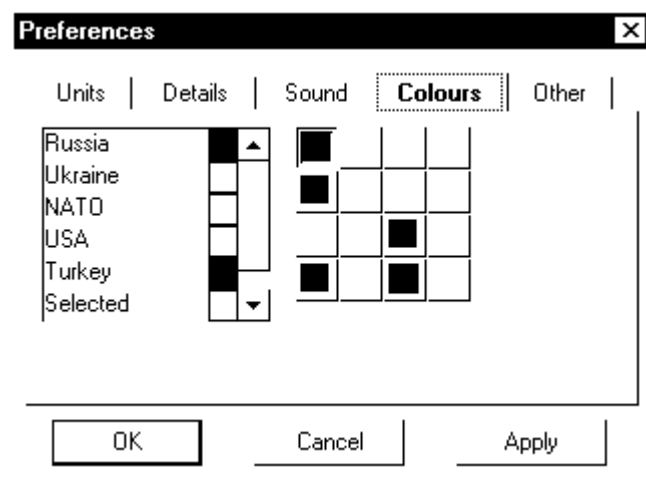 Preferences
Units Details Sound Colours Other
Russia
Ukraine
NATO
USA
Turkey
Selected
OK Cancel Apply